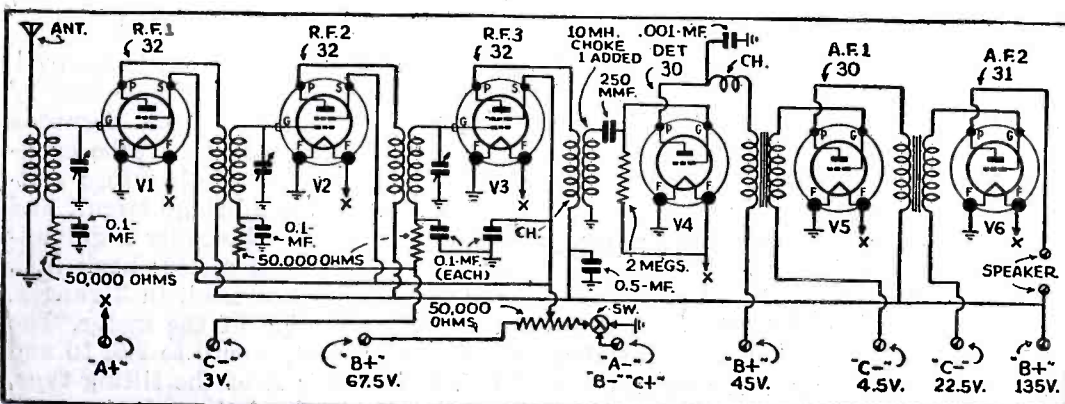 ANT.
R.F.1
32
R.F.2
32
R.F.3
32
10 MH.
CHOKE
1 ADDED
250
MMF.
.001-MF.
DET
30
CH.
A.F.1
30
A.F.2
31
P
S
G
F
F
V1
P
S
G
F
F
V2
P
S
G
F
F
V3
P
G
F
F
V4
P
G
F
F
V5
P
G
F
F
V6
X
X
X
X
X
X
0.1-
MF.
0.1-
MF.
50,000 OHMS
50,000 OHMS
0.1-MF.
(EACH)
CH.
2 MEGS.
0.5-MF.
SPEAKER
X
50,000
OHMS
SW.
"A+"
"C-"
3V.
"B+"
67.5V.
"A-"
"B-" "C+"
"B+"
45V.
"C-"
4.5V.
"C-"
22.5V.
"B+"
135V.